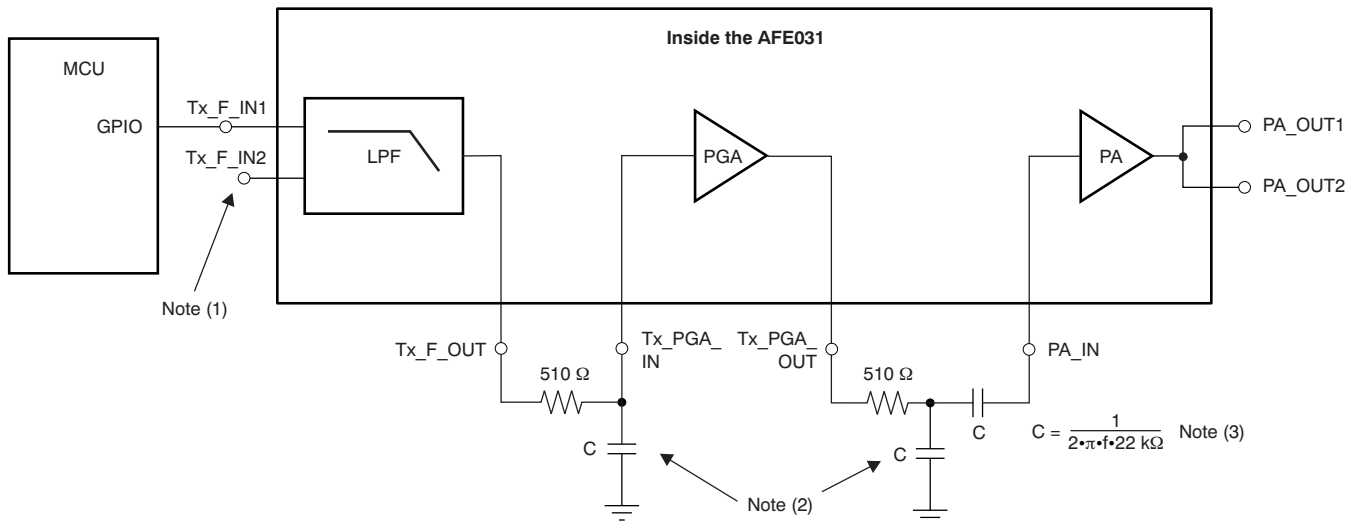 Inside the AFE031
MCU
GPIO
Tx_F_IN1
Tx_F_IN2
LPF
PGA
PA
PA_OUT1
PA_OUT2
Note (1)
Tx_F_OUT
Tx_PGA_
IN
Tx_PGA_
OUT
PA_IN
510 Ω
510 Ω
C
C
C
C = 1
2•π•f•22 kΩ
Note (3)
Note (2)